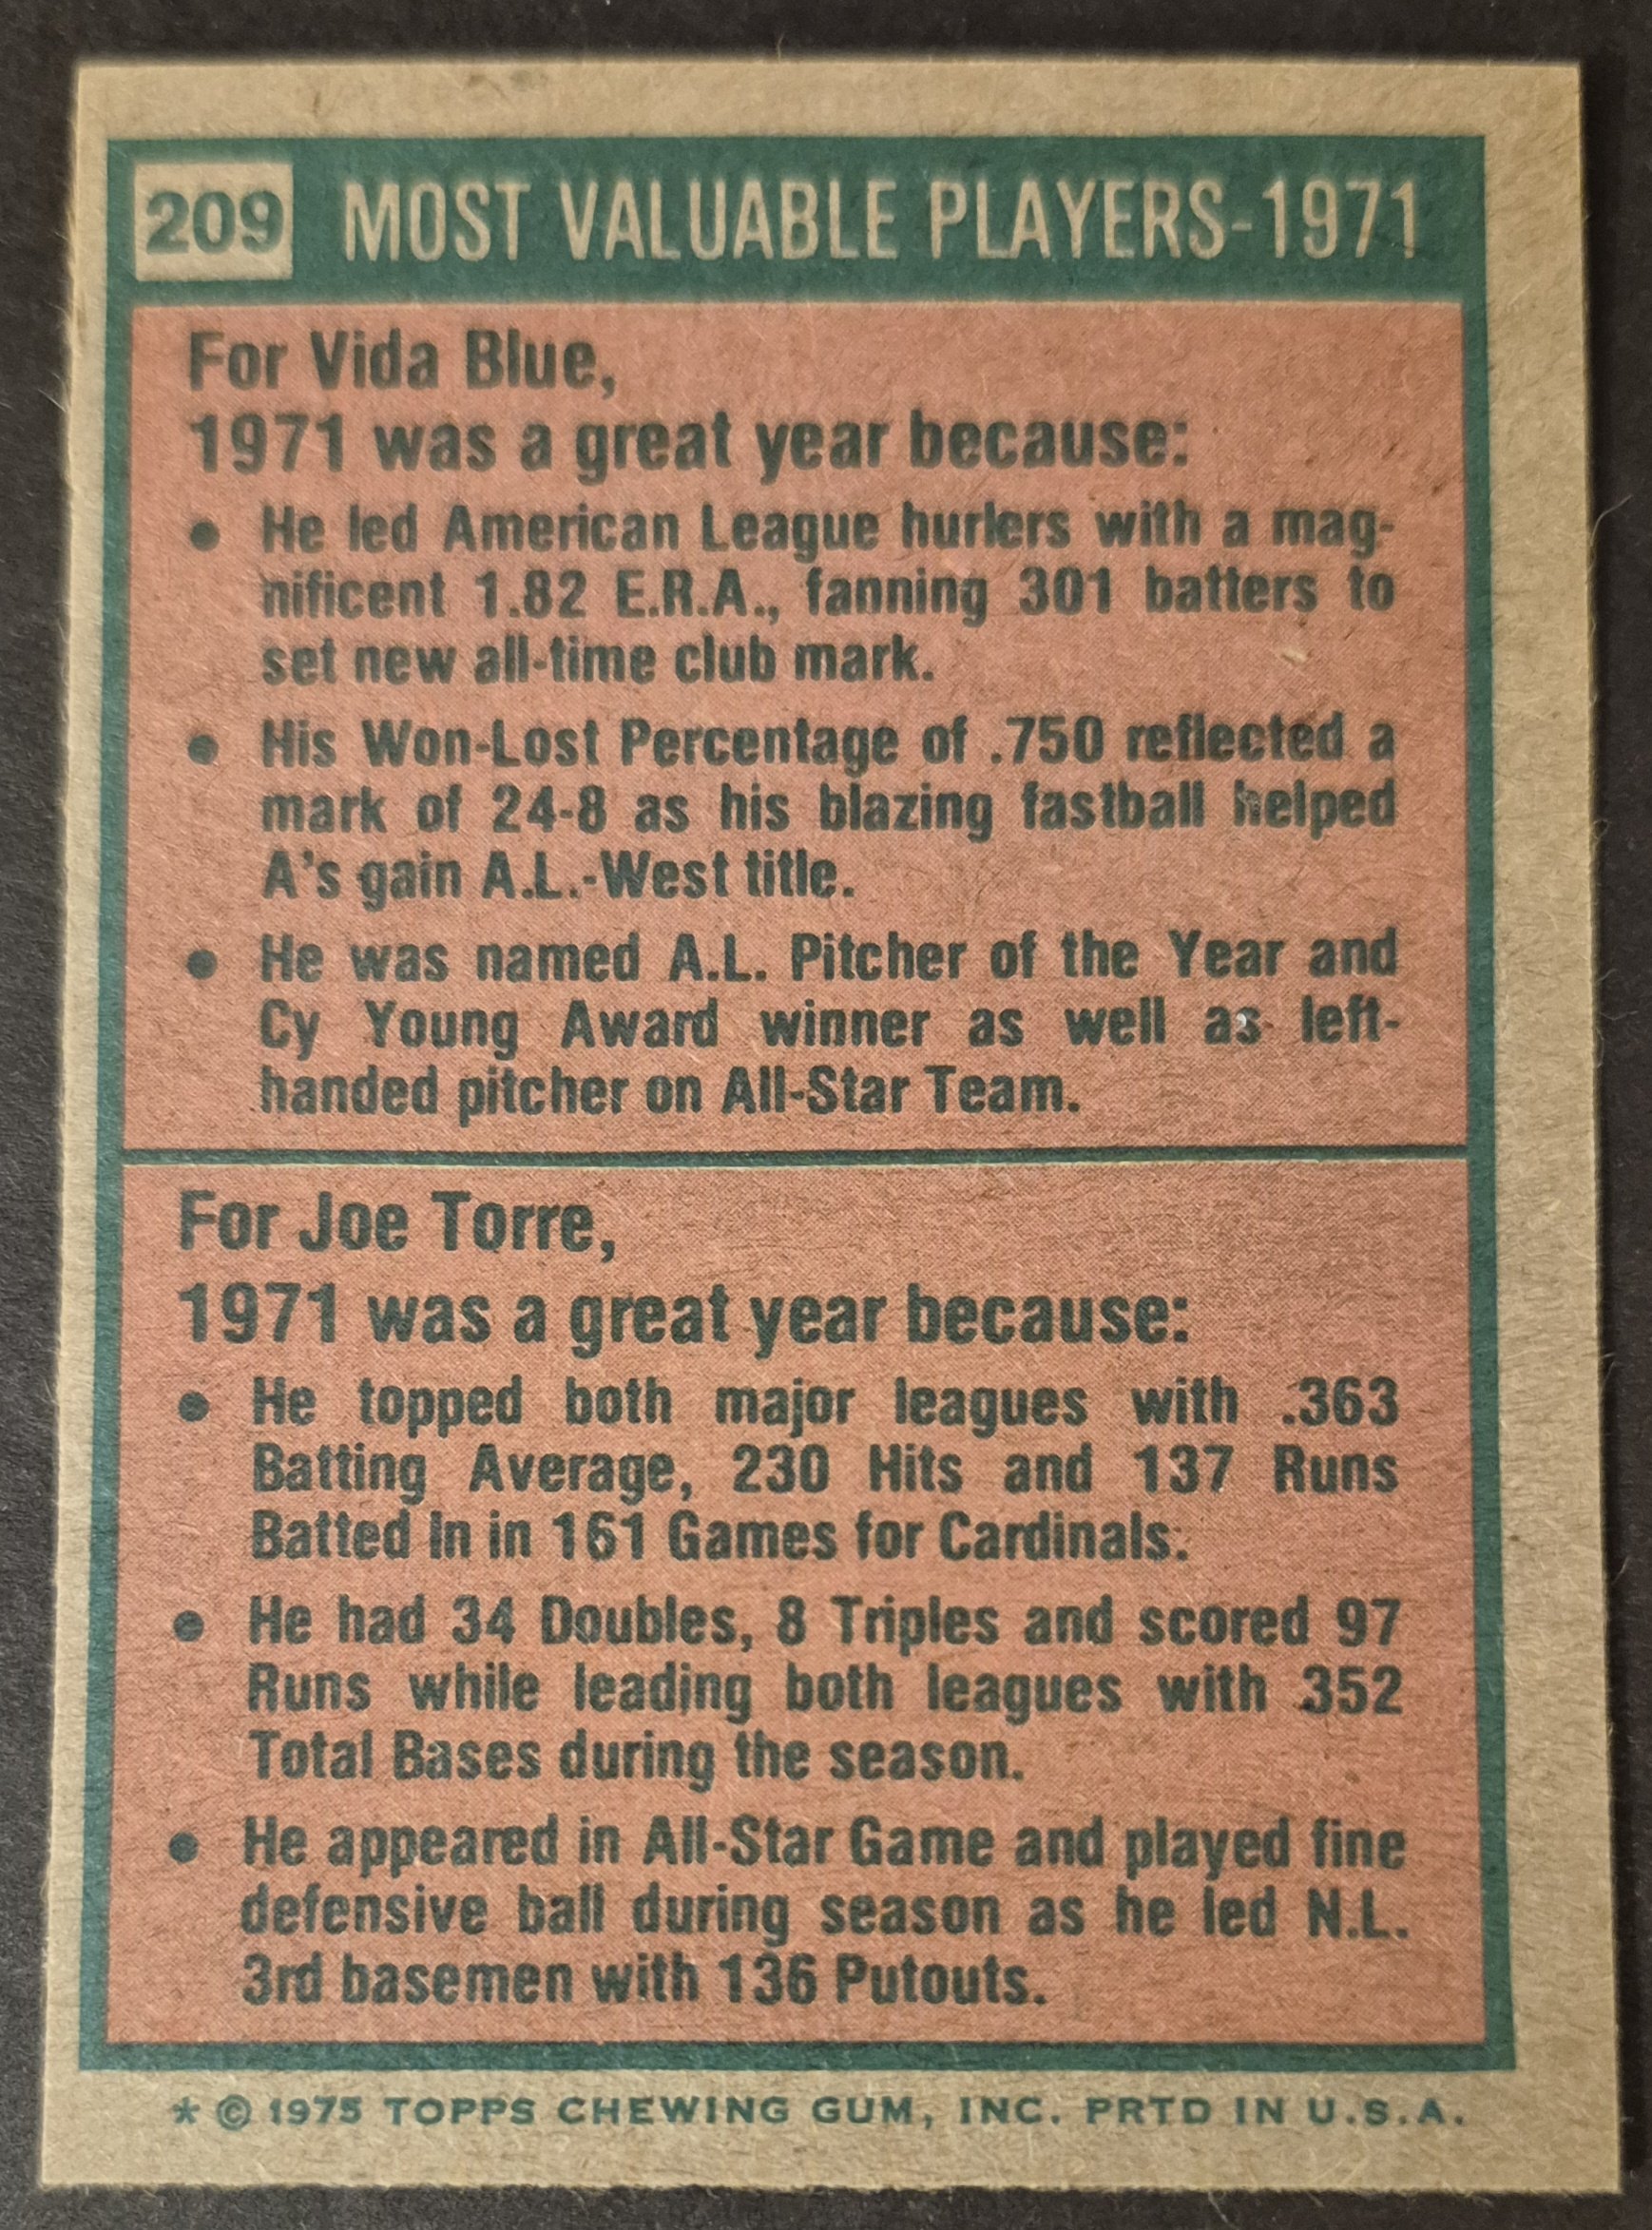 209 MOST VALUABLE PLAYERS-1971
For Vida Blue,
1971 was a great year because:
• He led American League hurlers with a mag-
nificent 1.82 E.R.A., fanning 301 batters to
set new all-time club mark.
• His Won-Lost Percentage of .750 reflected a
mark of 24-8 as his blazing fastball helped
A's gain A.L.-West title.
• He was named A.L. Pitcher of the Year and
Cy Young Award winner as well as left-
handed pitcher on All-Star Team.
For Joe Torre,
1971 was a great year because:
• He topped both major leagues with .363
Batting Average, 230 Hits and 137 Runs
Batted In in 161 Games for Cardinals.
• He had 34 Doubles, 8 Triples and scored 97
Runs while leading both leagues with 352
Total Bases during the season.
• He appeared in All-Star Game and played fine
defensive ball during season as he led N.L.
3rd basemen with 136 Putouts.
* © 1975 TOPPS CHEWING GUM, INC. PRTD IN U.S.A.